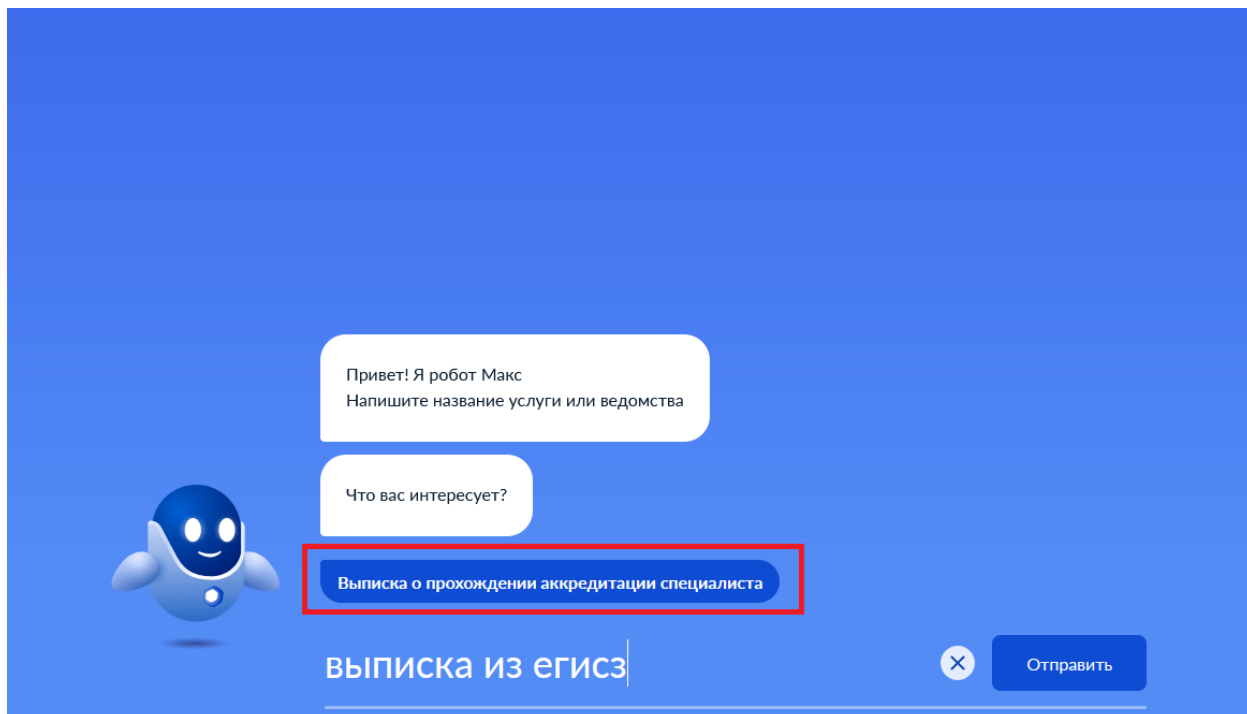 Привет! Я робот Макс
Напишите название услуги или ведомства
Что вас интересует?
Выписка о прохождении аккредитации специалиста
выписка из егисз
Отправить